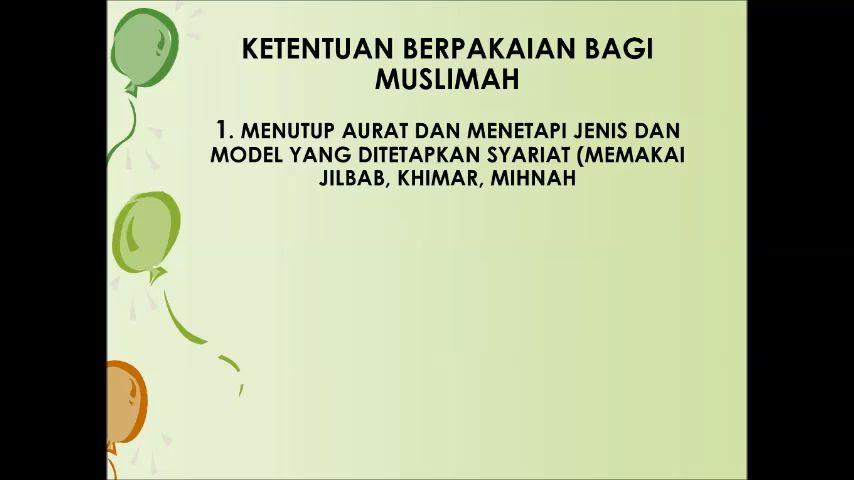 KETENTUAN BERPAKAIAN BAGI
MUSLIMAH
1. MENUTUP AURAT DAN MENETAPI JENIS DAN
MODEL YANG DITETAPKAN SYARIAT (MEMAKAI
JILBAB, KHIMAR, MIHNAH